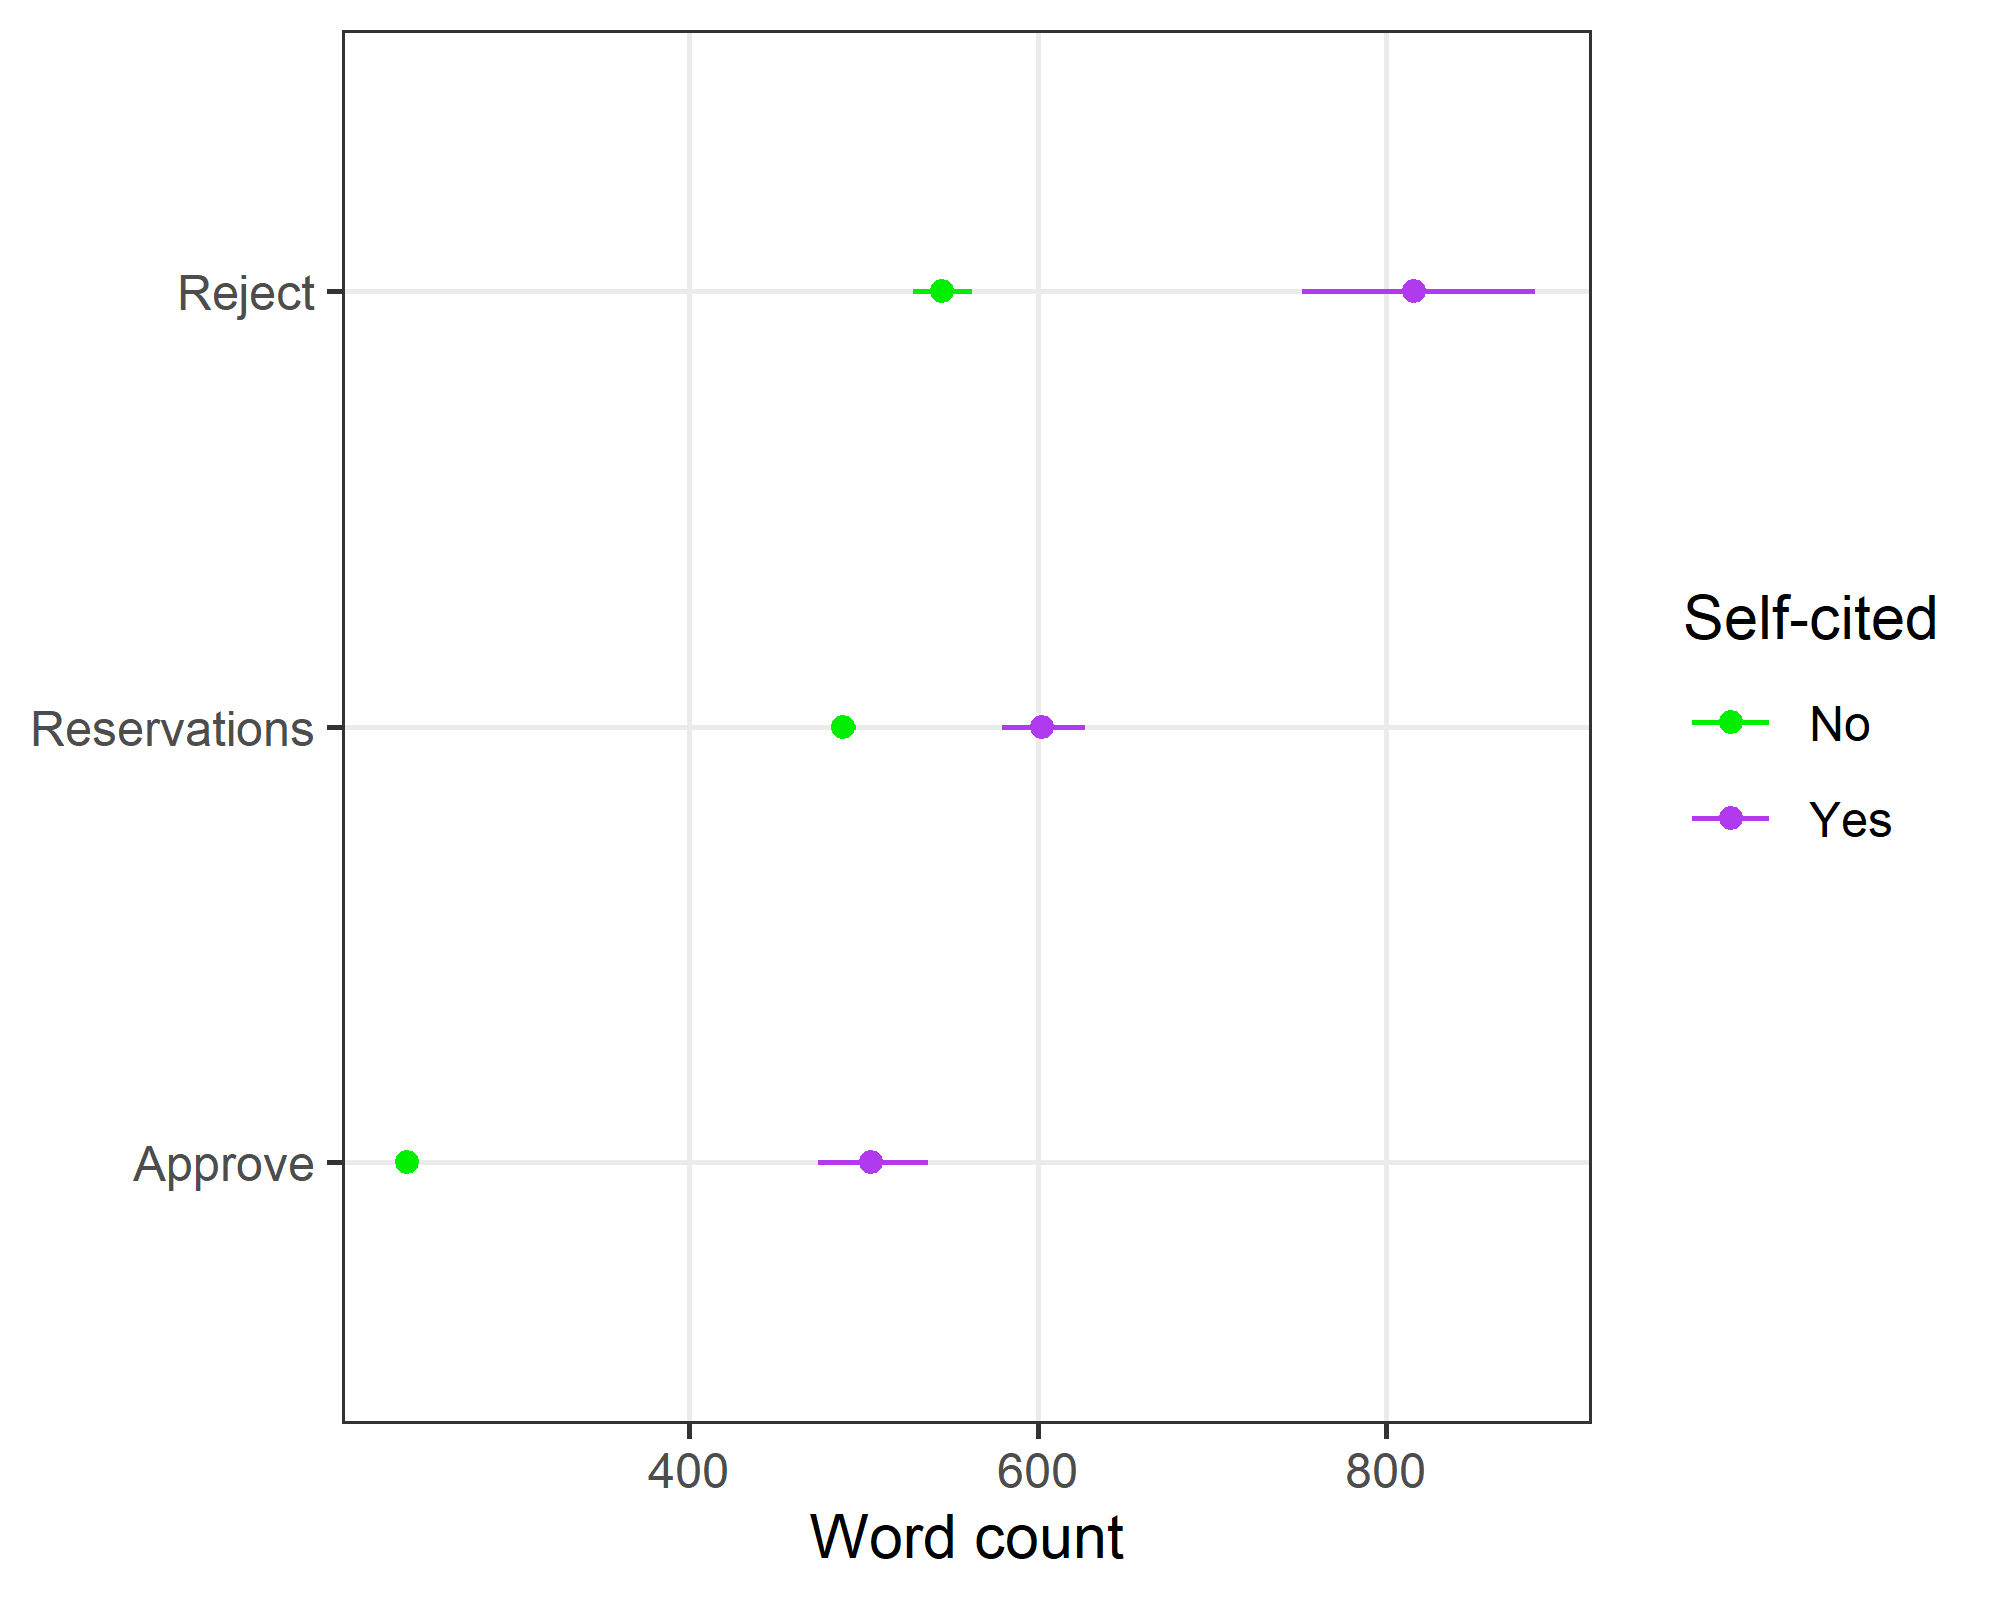 Reject
Reservations
Approve
400 600 800
Word count
Self-cited
No
Yes